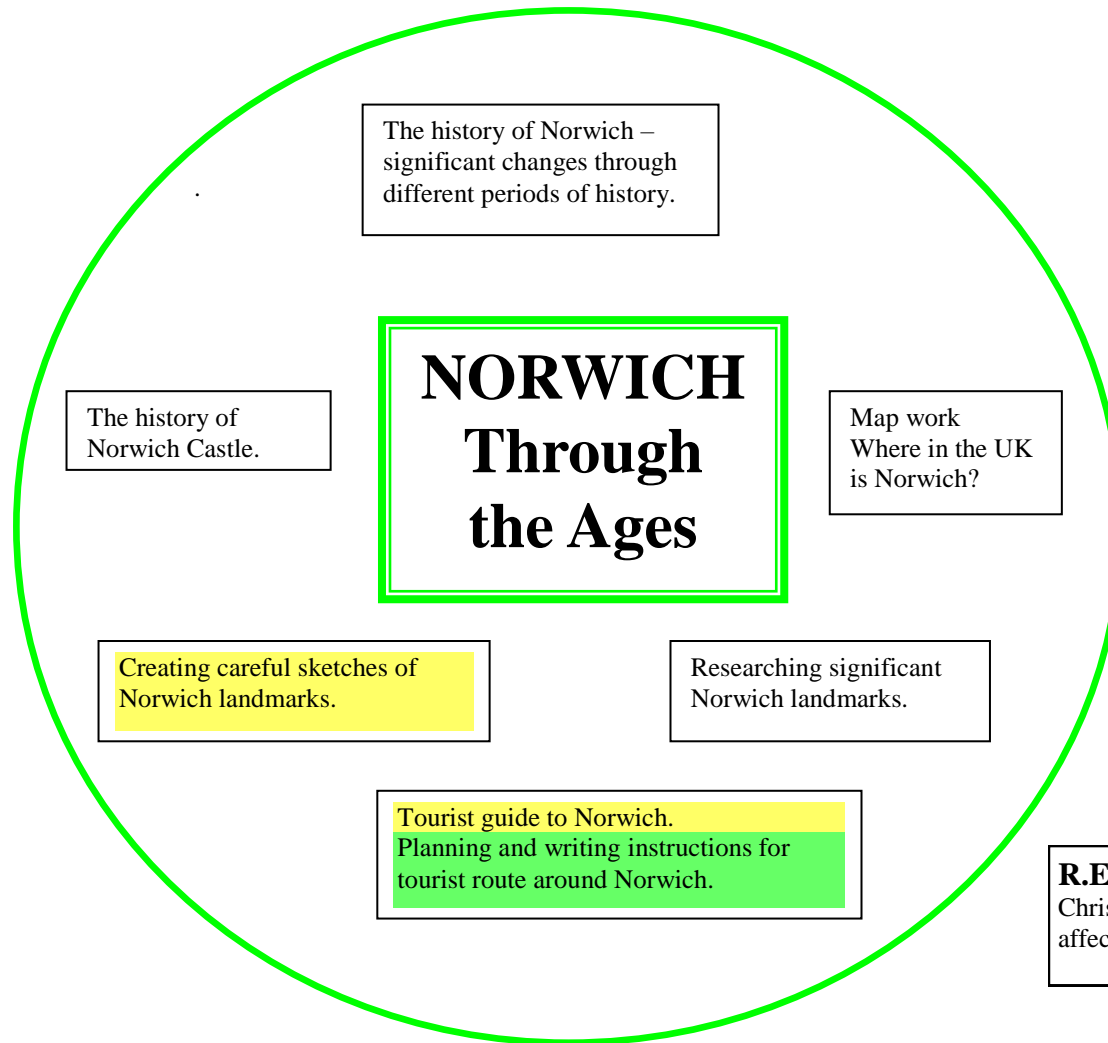 The history of Norwich –
significant changes through
different periods of history.
.
NORWICH
Through
the Ages
The history of
Norwich Castle.
Map work
Where in the UK
is Norwich?
Creating careful sketches of
Norwich landmarks.
Researching significant
Norwich landmarks.
Tourist guide to Norwich.
Planning and writing instructions for
tourist route around Norwich.
R.E